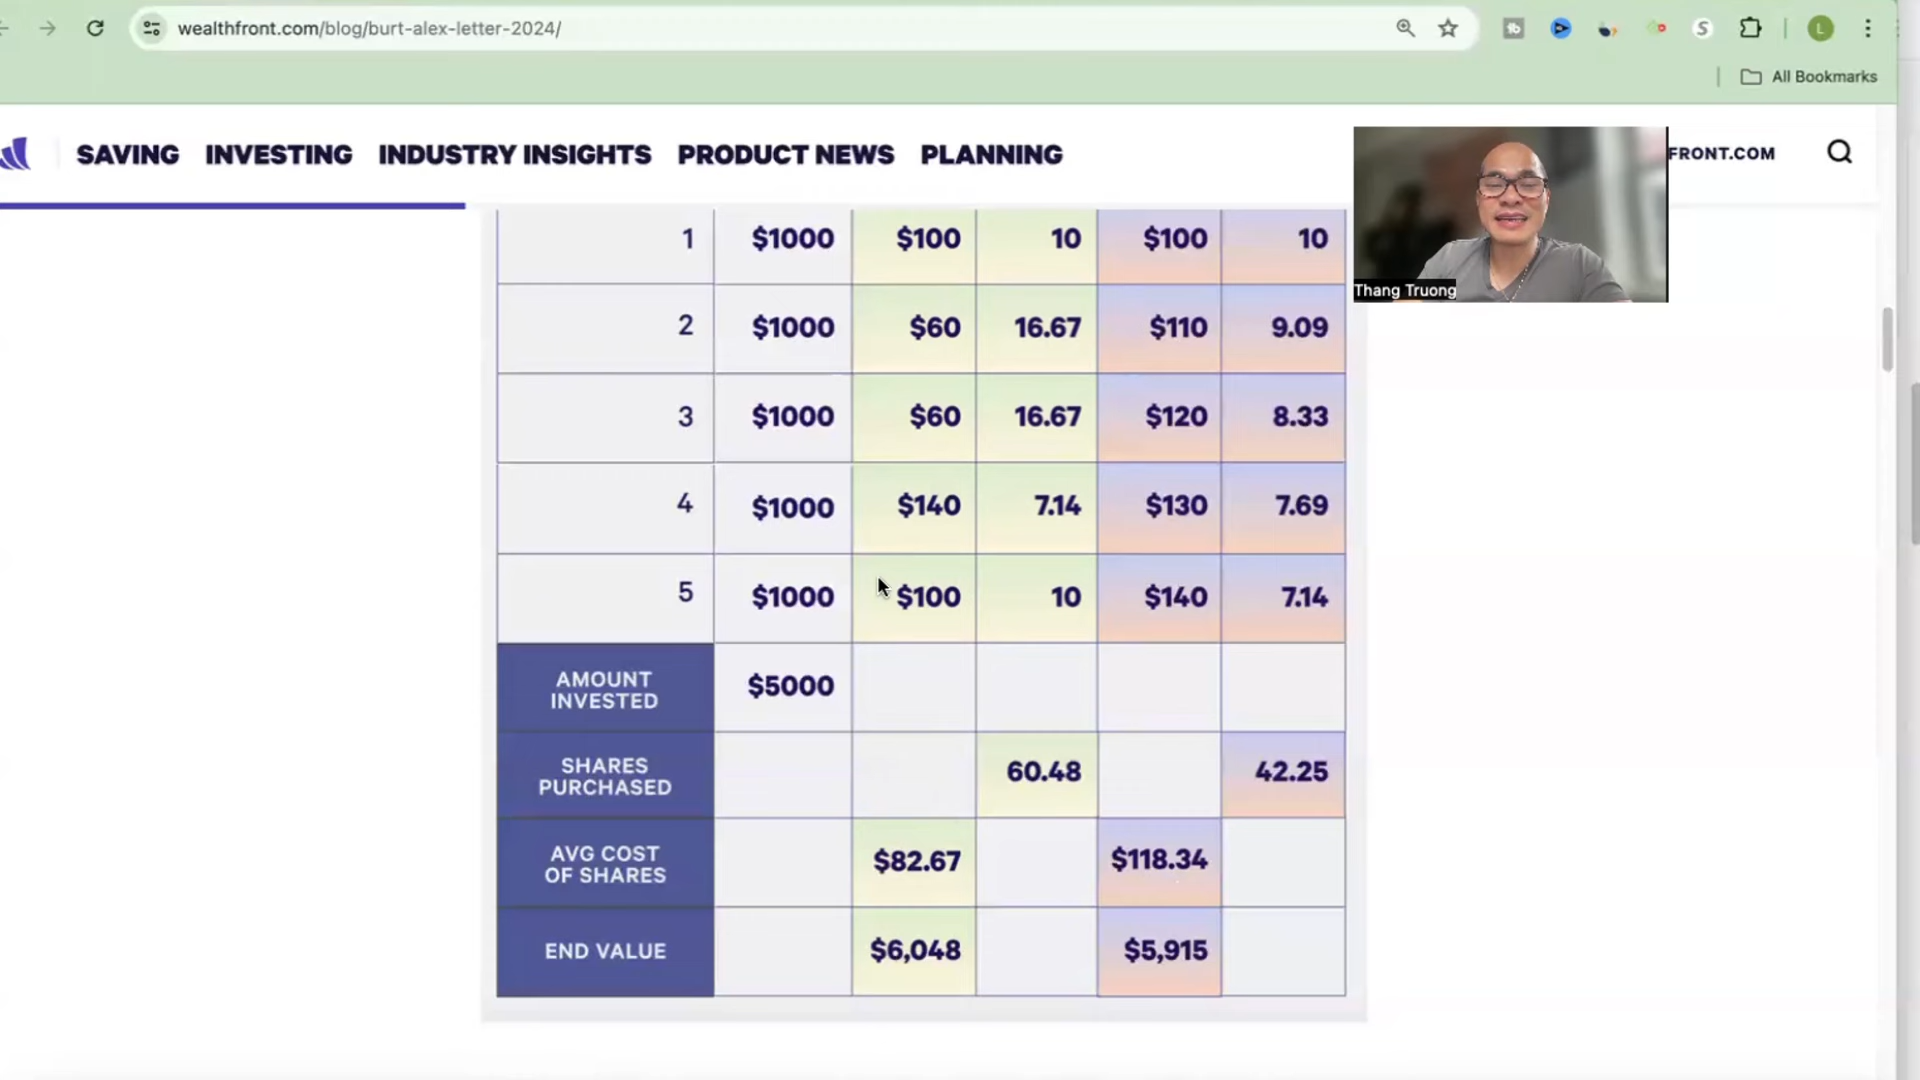 wealthfront.com/blog/burt-alex-letter-2024/
L
All Bookmarks
SAVING INVESTING INDUSTRY INSIGHTS PRODUCT NEWS PLANNING
FRONT.COM
Thang Truong
1 $1000 $100 10 $100 10
2 $1000 $60 16.67 $110 9.09
3 $1000 $60 16.67 $120 8.33
4 $1000 $140 7.14 $130 7.69
5 $1000 $100 10 $140 7.14
AMOUNT
INVESTED
$5000
SHARES
PURCHASED
60.48 42.25
AVG COST
OF SHARES
$82.67 $118.34
END VALUE $6,048 $5,915